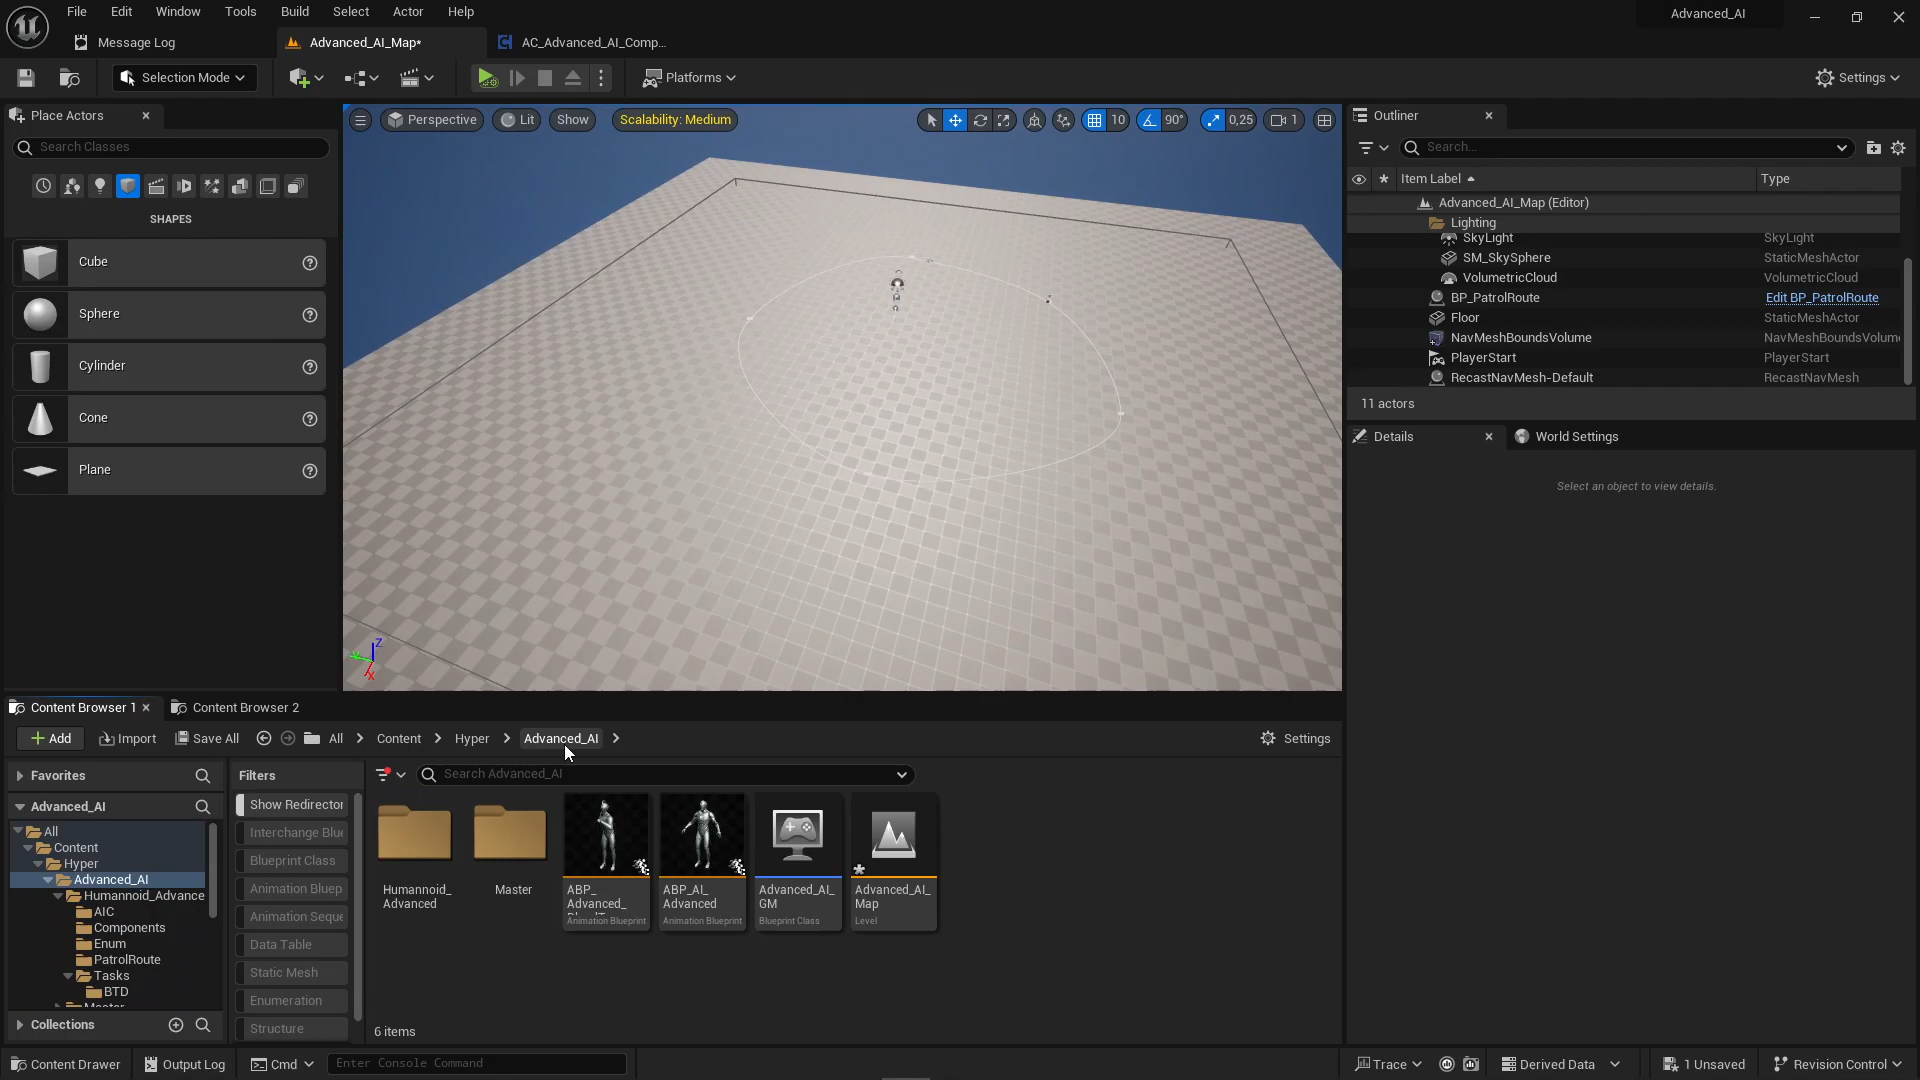 File Edit Window Tools Build Select Actor Help
Advanced_AI
Message Log
Advanced_AI_Map*
AC_Advanced_AI_Comp...
Selection Mode
Platforms
Settings
Place Actors
Search Classes
SHAPES
Cube
Sphere
Cylinder
Cone
Plane
Perspective
Lit
Show
Scalability: Medium
10
90°
0,25
1
Z
X
Outliner
Search...
Item Label
Type
Advanced_AI_Map (Editor)
Lighting
SkyLight SkyLight
SM_SkySphere StaticMeshActor
VolumetricCloud VolumetricCloud
BP_PatrolRoute Edit BP_PatrolRoute
Floor StaticMeshActor
NavMeshBoundsVolume NavMeshBoundsVolum
PlayerStart PlayerStart
RecastNavMesh-Default RecastNavMesh
11 actors
Details
World Settings
Select an object to view details.
Content Browser 1
Content Browser 2
Add
Import
Save All
All
Content
Hyper
Advanced_AI
Settings
Favorites
Advanced_AI
All
Content
Hyper
Advanced_AI
Humannoid_Advance
AIC
Components
Enum
PatrolRoute
Tasks
BTD
Collections
Filters
Show Redirector
Interchange Blue
Blueprint Class
Animation Bluep
Animation Seque
Data Table
Static Mesh
Enumeration
Structure
Search Advanced_AI
Humannoid_
Advanced
Master
ABP_
Advanced_
Animation Blueprint
ABP_AI_
Advanced
Animation Blueprint
Advanced_AI_
GM
Blueprint Class
Advanced_AI_
Map
Level
6 items
Content Drawer
Output Log
Cmd
Enter Console Command
Trace
Derived Data
1 Unsaved
Revision Control